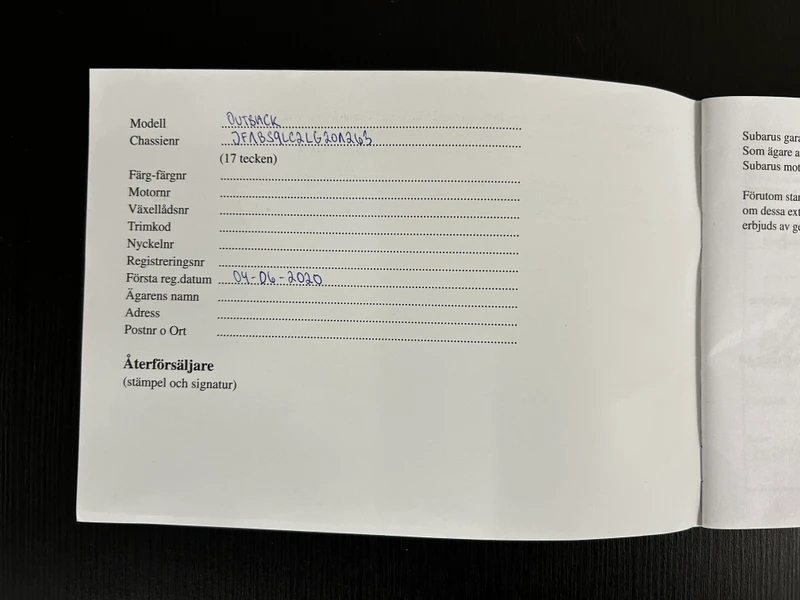 Modell OUTBACK
Chassienr JF1BS9LC2LG201263
(17 tecken)
Färg-färgnr
Motornr
Växellådsnr
Trimkod
Nyckelnr
Registreringsnr
Första reg.datum 04-06-2020
Ägarens namn
Adress
Postnr o Ort
Återförsäljare
(stämpel och signatur)
Subarus gara
Som ägare a
Subarus mot
Förutom stan
om dessa ext
erbjuds av ge